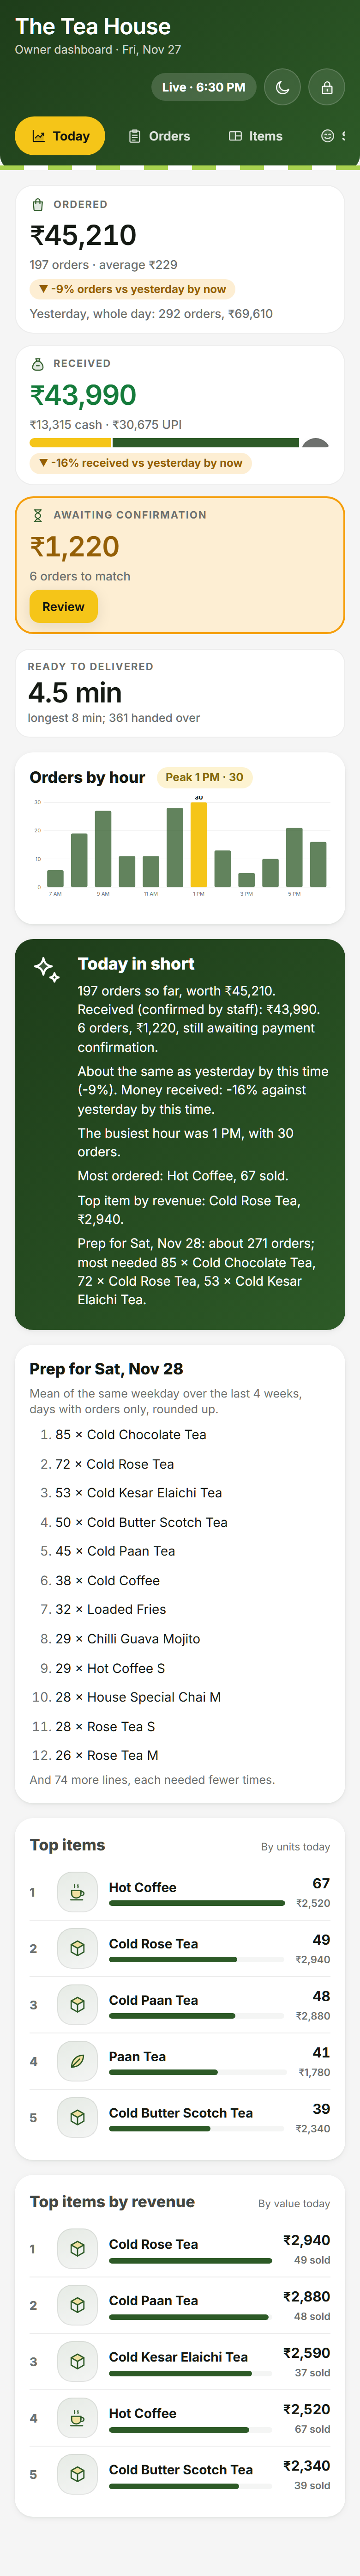 The Tea House
Owner dashboard · Fri, Nov 27
Live · 6:30 PM
Today
Orders
Items
ORDERED
₹45,210
197 orders · average ₹229
▼ -9% orders vs yesterday by now
Yesterday, whole day: 292 orders, ₹69,610
RECEIVED
₹43,990
₹13,315 cash · ₹30,675 UPI
▼ -16% received vs yesterday by now
AWAITING CONFIRMATION
₹1,220
6 orders to match
Review
READY TO DELIVERED
4.5 min
longest 8 min; 361 handed over
Orders by hour
Peak 1 PM · 30
30
30
20
10
0
7 AM
9 AM
11 AM
1 PM
3 PM
5 PM
Today in short
197 orders so far, worth ₹45,210.
Received (confirmed by staff): ₹43,990.
6 orders, ₹1,220, still awaiting payment
confirmation.
About the same as yesterday by this time
(-9%). Money received: -16% against
yesterday by this time.
The busiest hour was 1 PM, with 30
orders.
Most ordered: Hot Coffee, 67 sold.
Top item by revenue: Cold Rose Tea,
₹2,940.
Prep for Sat, Nov 28: about 271 orders;
most needed 85 × Cold Chocolate Tea,
72 × Cold Rose Tea, 53 × Cold Kesar
Elaichi Tea.
Prep for Sat, Nov 28
Mean of the same weekday over the last 4 weeks,
days with orders only, rounded up.
1. 85 × Cold Chocolate Tea
2. 72 × Cold Rose Tea
3. 53 × Cold Kesar Elaichi Tea
4. 50 × Cold Butter Scotch Tea
5. 45 × Cold Paan Tea
6. 38 × Cold Coffee
7. 32 × Loaded Fries
8. 29 × Chilli Guava Mojito
9. 29 × Hot Coffee S
10. 28 × House Special Chai M
11. 28 × Rose Tea S
12. 26 × Rose Tea M
And 74 more lines, each needed fewer times.
Top items
By units today
1 Hot Coffee 67
₹2,520
2 Cold Rose Tea 49
₹2,940
3 Cold Paan Tea 48
₹2,880
4 Paan Tea 41
₹1,780
5 Cold Butter Scotch Tea 39
₹2,340
Top items by revenue
By value today
1 Cold Rose Tea ₹2,940
49 sold
2 Cold Paan Tea ₹2,880
48 sold
3 Cold Kesar Elaichi Tea ₹2,590
37 sold
4 Hot Coffee ₹2,520
67 sold
5 Cold Butter Scotch Tea ₹2,340
39 sold